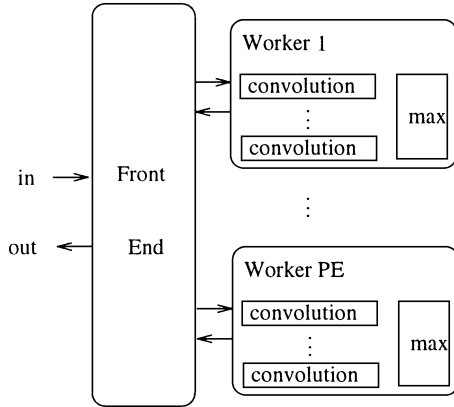 Worker 1
convolution
max
convolution
in
Front
out
End
Worker PE
convolution
max
convolution